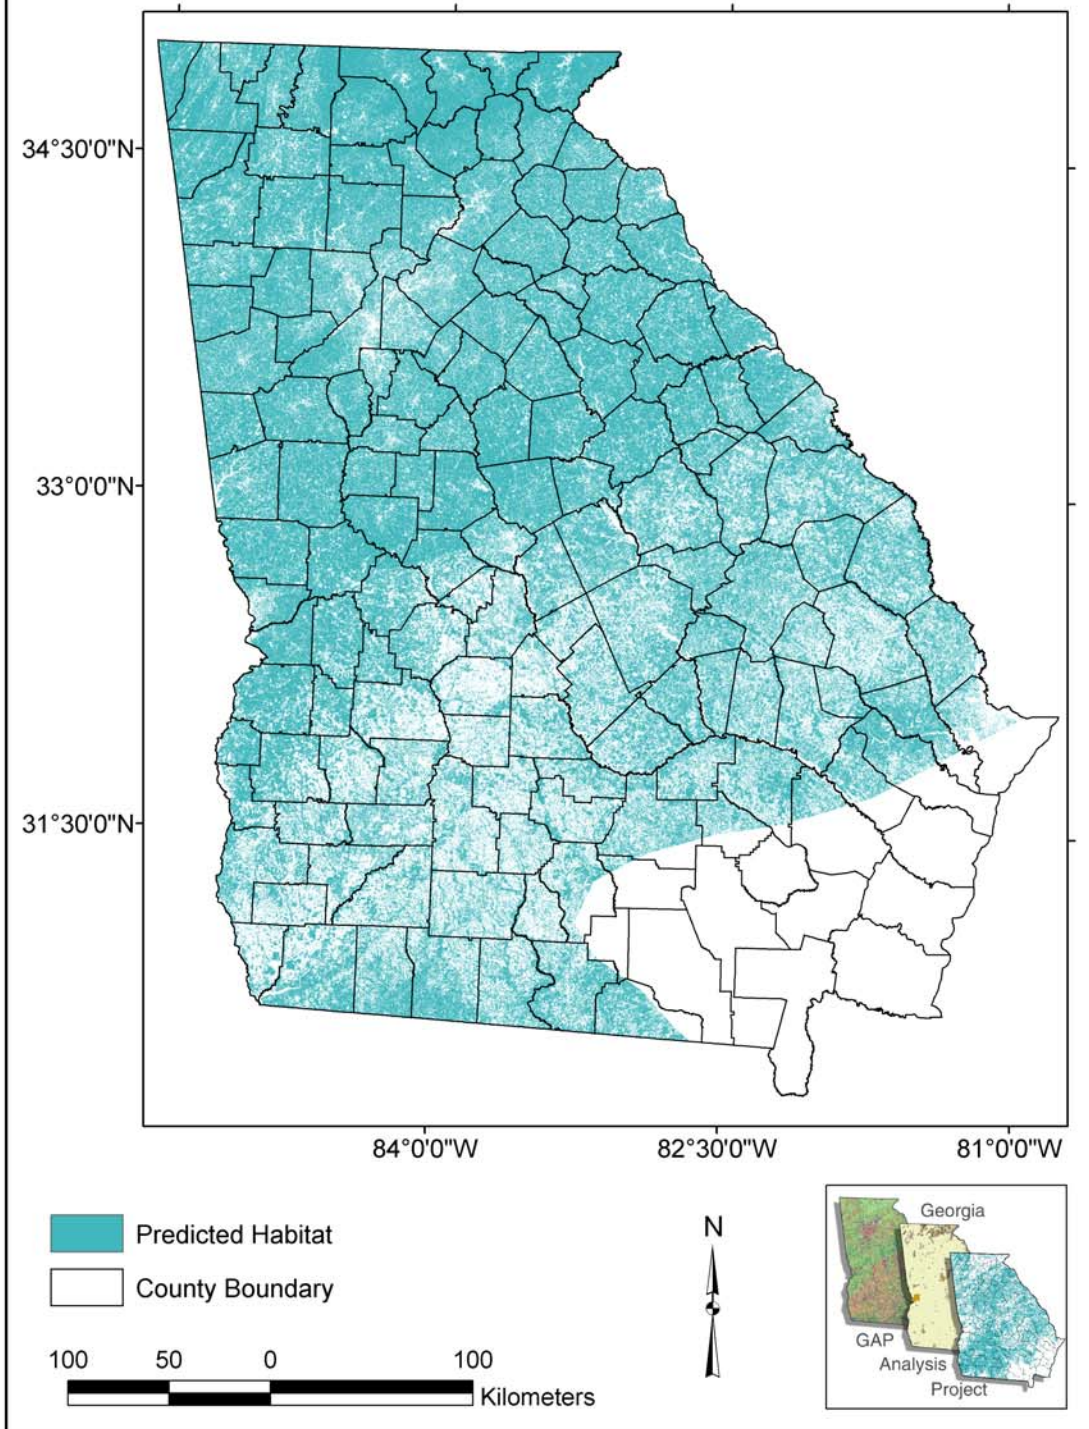 34°30'0"N
33°0'0"N
31°30'0"N
84°0'0"W
82°30'0"W
81°0'0"W
Predicted Habitat
County Boundary
100
50
0
100
Kilometers
N
Georgia
GAP
Analysis
Project